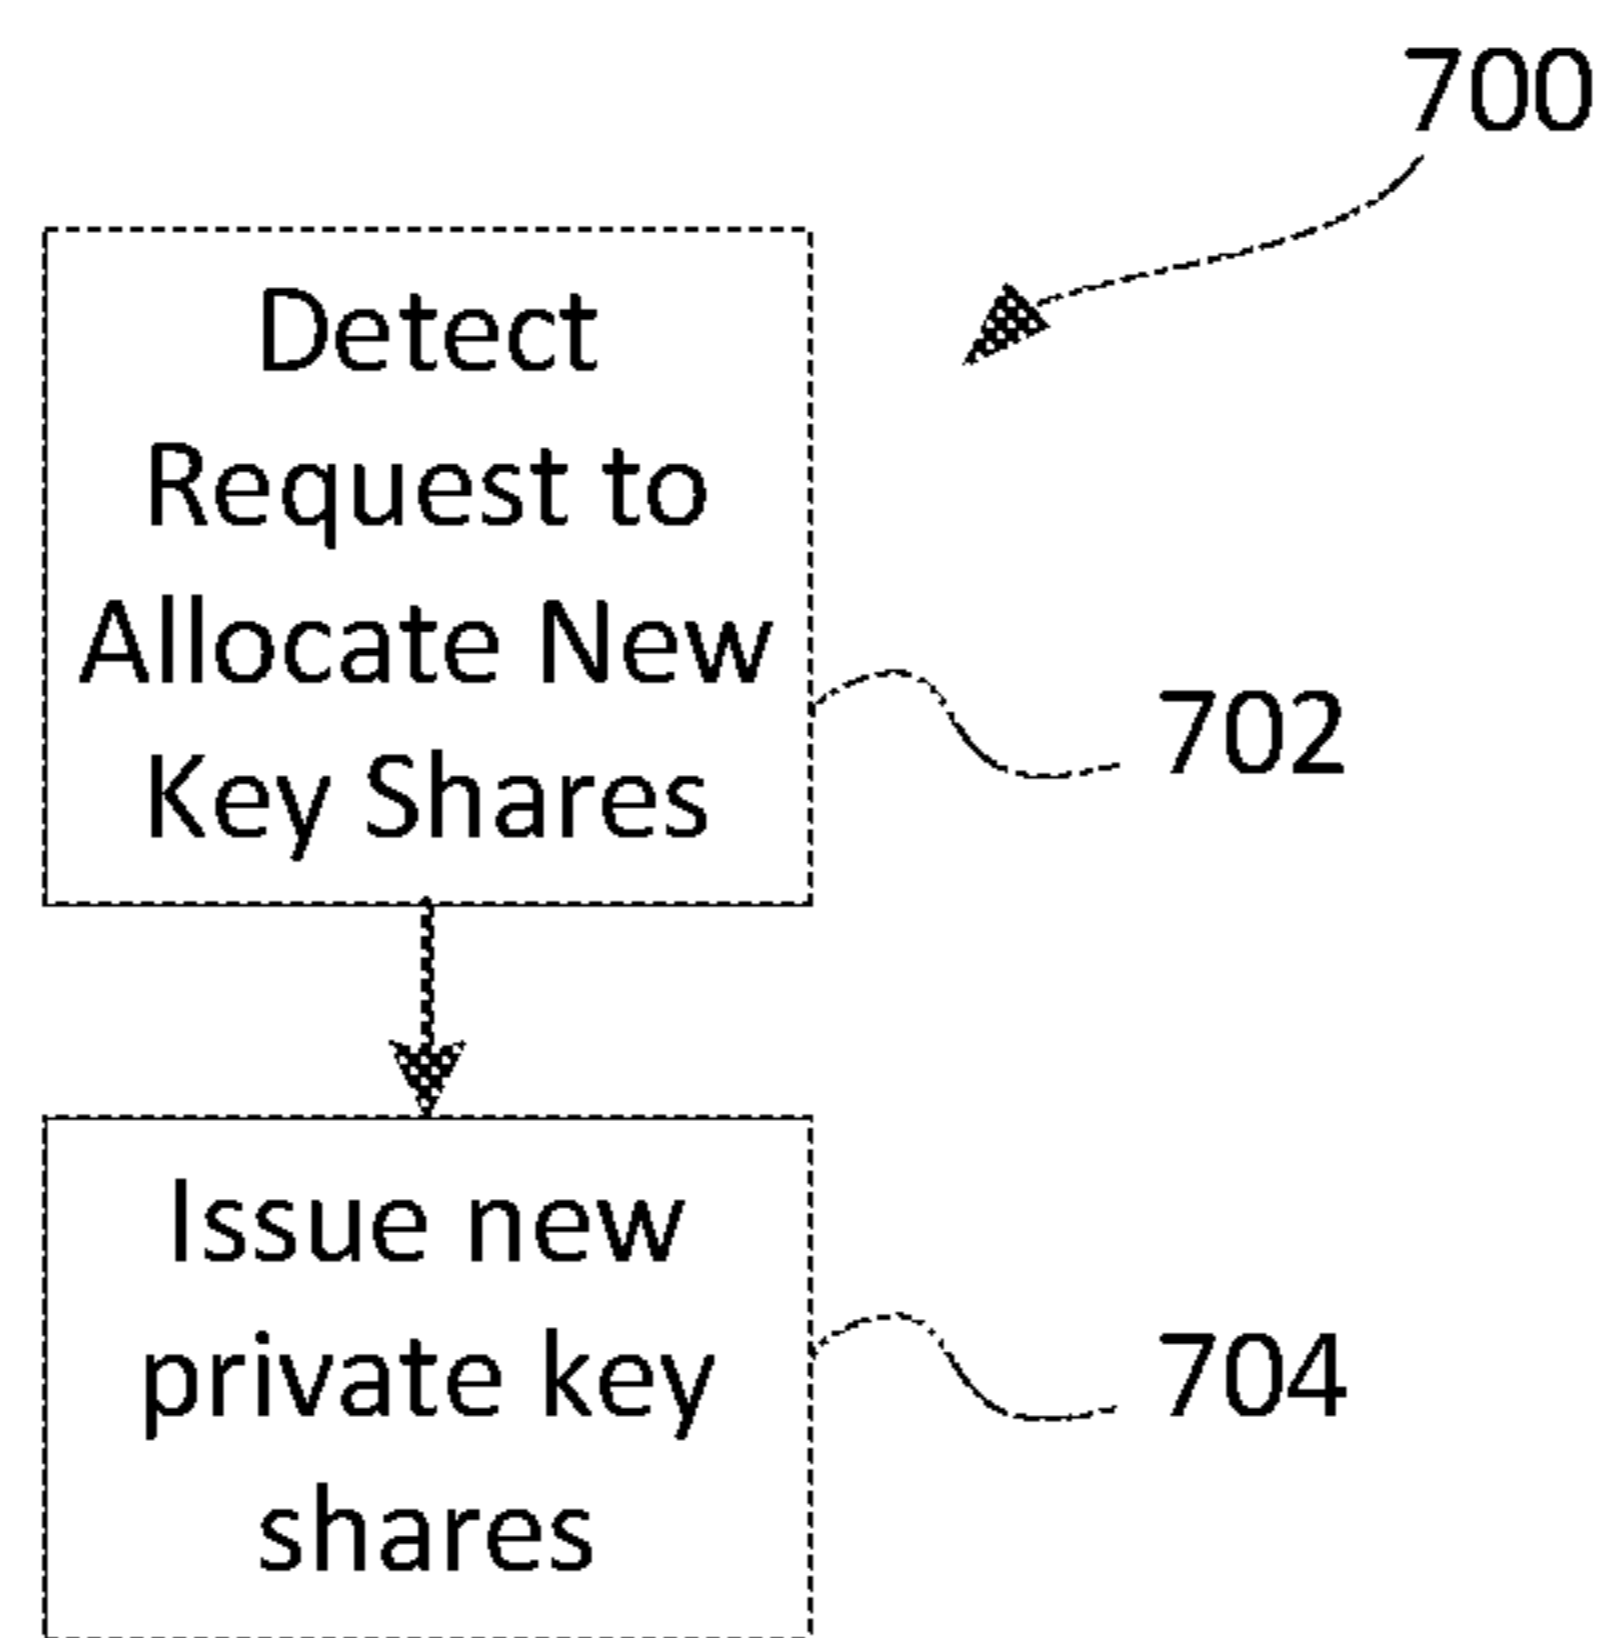 700
Detect
Request to
Allocate New
Key Shares
702
Issue new
private key
shares
704